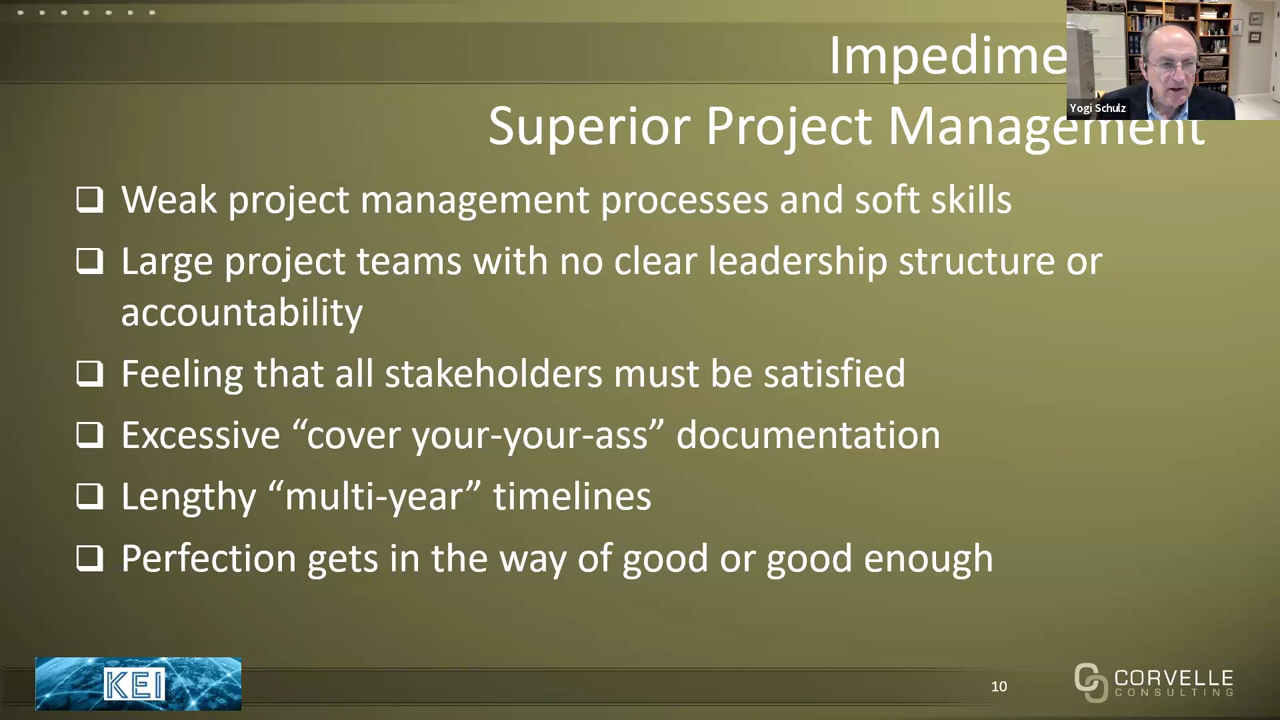 Superior Project Management
Yogi Schulz
❑ Weak project management processes and soft skills
❑ Large project teams with no clear leadership structure or
accountability
❑ Feeling that all stakeholders must be satisfied
❑ Excessive “cover your-your-ass” documentation
❑ Lengthy “multi-year” timelines
❑ Perfection gets in the way of good or good enough
KEI
10
CORVELLE
CONSULTING